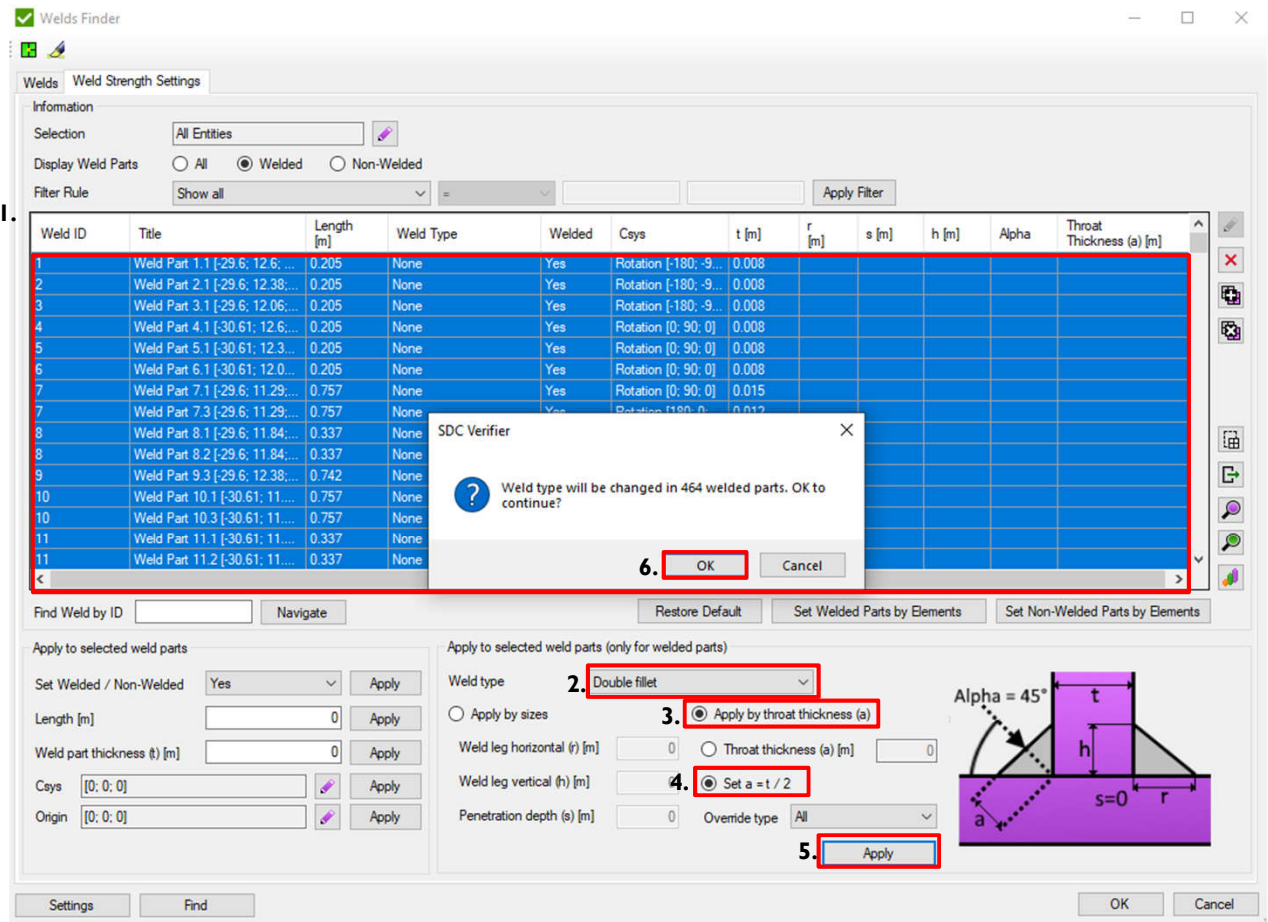 Welds Finder
Welds Weld Strength Settings
Information
Selection All Entities
Display Weld Parts All Welded Non-Welded
Filter Rule Show all = Apply Filter
1.
Weld ID Title Length [m] Weld Type Welded Csys t [m] r [m] s [m] h [m] Alpha Throat Thickness (a) [m]
1 Weld Part 1.1 [-29.6; 12.6; ... 0.205 None Yes Rotation [-180; -9... 0.008
2 Weld Part 2.1 [-29.6; 12.38;... 0.205 None Yes Rotation [-180; -9... 0.008
3 Weld Part 3.1 [-29.6; 12.06;... 0.205 None Yes Rotation [-180; -9... 0.008
4 Weld Part 4.1 [-30.61; 12.6;... 0.205 None Yes Rotation [0; 90; 0] 0.008
5 Weld Part 5.1 [-30.61; 12.3... 0.205 None Yes Rotation [0; 90; 0] 0.008
6 Weld Part 6.1 [-30.61; 12.0... 0.205 None Yes Rotation [0; 90; 0] 0.008
7 Weld Part 7.1 [-29.6; 11.29;... 0.757 None Yes Rotation [0; 90; 0] 0.015
7 Weld Part 7.3 [-29.6; 11.29;... 0.757 None Yes Rotation [180; 0; 0.012
8 Weld Part 8.1 [-29.6; 11.84;... 0.337 None
8 Weld Part 8.2 [-29.6; 11.84;... 0.337 None
9 Weld Part 9.3 [-29.6; 12.38;... 0.742 None
10 Weld Part 10.1 [-30.61; 11.... 0.757 None
10 Weld Part 10.3 [-30.61; 11.... 0.757 None
11 Weld Part 11.1 [-30.61; 11.... 0.337 None
11 Weld Part 11.2 [-30.61; 11.... 0.337 None
SDC Verifier
Weld type will be changed in 464 welded parts. OK to
continue?
6. OK Cancel
Find Weld by ID Navigate Restore Default Set Welded Parts by Elements Set Non-Welded Parts by Elements
Apply to selected weld parts
Set Welded / Non-Welded Yes Apply
Length [m] 0 Apply
Weld part thickness (t) [m] 0 Apply
Csys [0; 0; 0] Apply
Origin [0; 0; 0] Apply
Apply to selected weld parts (only for welded parts)
Weld type 2. Double fillet
Apply by sizes 3. Apply by throat thickness (a)
Weld leg horizontal (r) [m] 0 Throat thickness (a) [m] 0
Weld leg vertical (h) [m] 4. Set a = t / 2
Penetration depth (s) [m] 0 Override type All
5. Apply
Alpha = 45° t
h
s=0 r
a
Settings Find OK Cancel